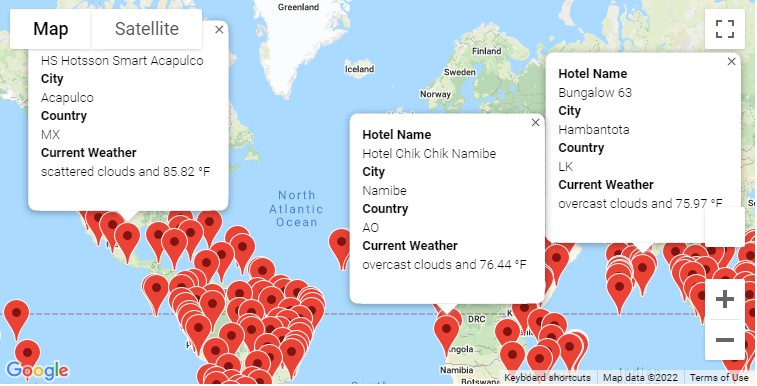 Map
Satellite
HS Hotsson Smart Acapulco
City
Acapulco
Country
MX
Current Weather
scattered clouds and 85.82 °F
Hotel Name
Hotel Chik Chik Namibe
City
Namibe
Country
AO
Current Weather
overcast clouds and 76.44 °F
Hotel Name
Bungalow 63
City
Hambantota
Country
LK
Current Weather
overcast clouds and 75.97 °F
Greenland
Iceland
Finland
Sweden
Norway
North
Atlantic
Ocean
DRC
Angola
Namibia
Botswana
Google
Keyboard shortcuts
Map data ©2022
Terms of Use